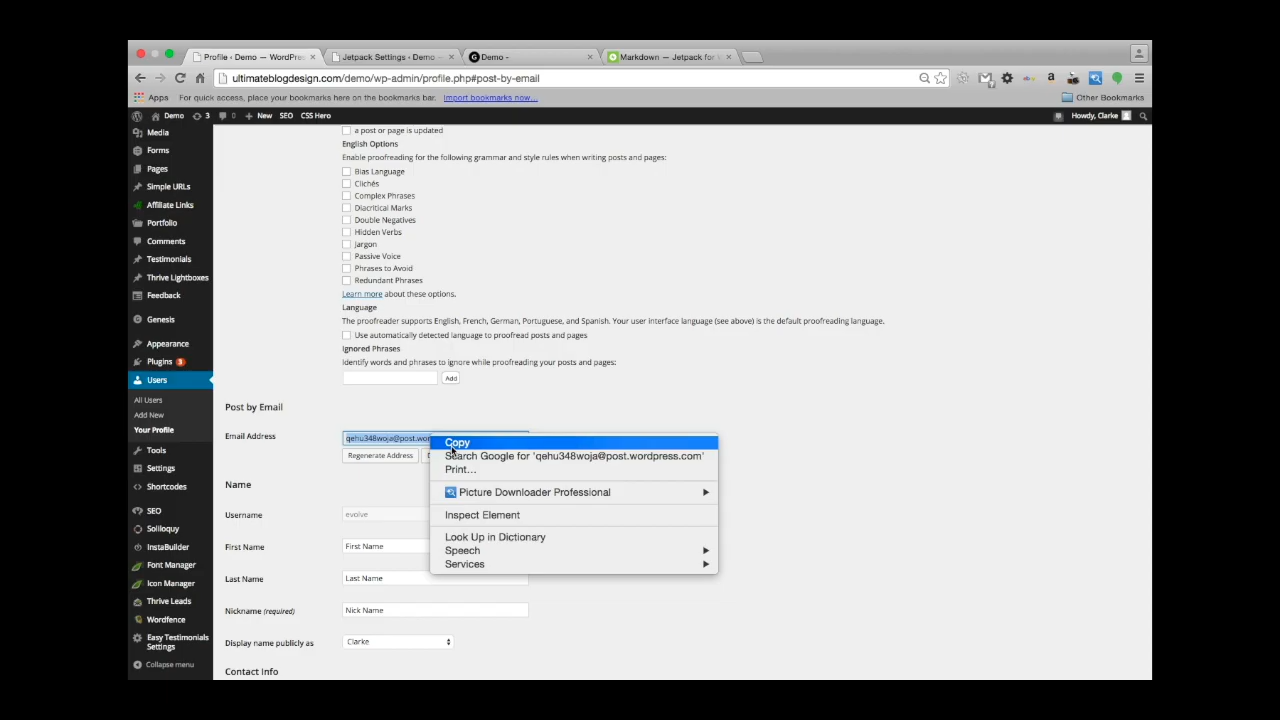 Profile ‹ Demo — WordPres
Jetpack Settings ‹ Demo —
Demo -
Markdown — Jetpack for
ultimateblogdesign.com/demo/wp-admin/profile.php#post-by-email
Apps For quick access, place your bookmarks here on the bookmarks bar. Import bookmarks now... Other Bookmarks
Demo 3 0 New SEO CSS Hero Howdy, Clarke
Media
Forms
Pages
Simple URLs
Affiliate Links
Portfolio
Comments
Testimonials
Thrive Lightboxes
Feedback
Genesis
Appearance
Plugins 3
Users
All Users
Add New
Your Profile
Tools
Settings
Shortcodes
SEO
Soliloquy
InstaBuilder
Font Manager
Icon Manager
Thrive Leads
Wordfence
Easy Testimonials
Settings
Collapse menu
a post or page is updated
English Options
Enable proofreading for the following grammar and style rules when writing posts and pages:
Bias Language
Clichés
Complex Phrases
Diacritical Marks
Double Negatives
Hidden Verbs
Jargon
Passive Voice
Phrases to Avoid
Redundant Phrases
Learn more about these options.
Language
The proofreader supports English, French, German, Portuguese, and Spanish. Your user interface language (see above) is the default proofreading language.
Use automatically detected language to proofread posts and pages
Ignored Phrases
Identify words and phrases to ignore while proofreading your posts and pages:
Add
Post by Email
Email Address qehu348woja@post.wor
Regenerate Address
Name
Username evolve
First Name First Name
Last Name Last Name
Nickname (required) Nick Name
Display name publicly as Clarke
Contact Info
Copy
Search Google for 'qehu348woja@post.wordpress.com'
Print...
Picture Downloader Professional
Inspect Element
Look Up in Dictionary
Speech
Services